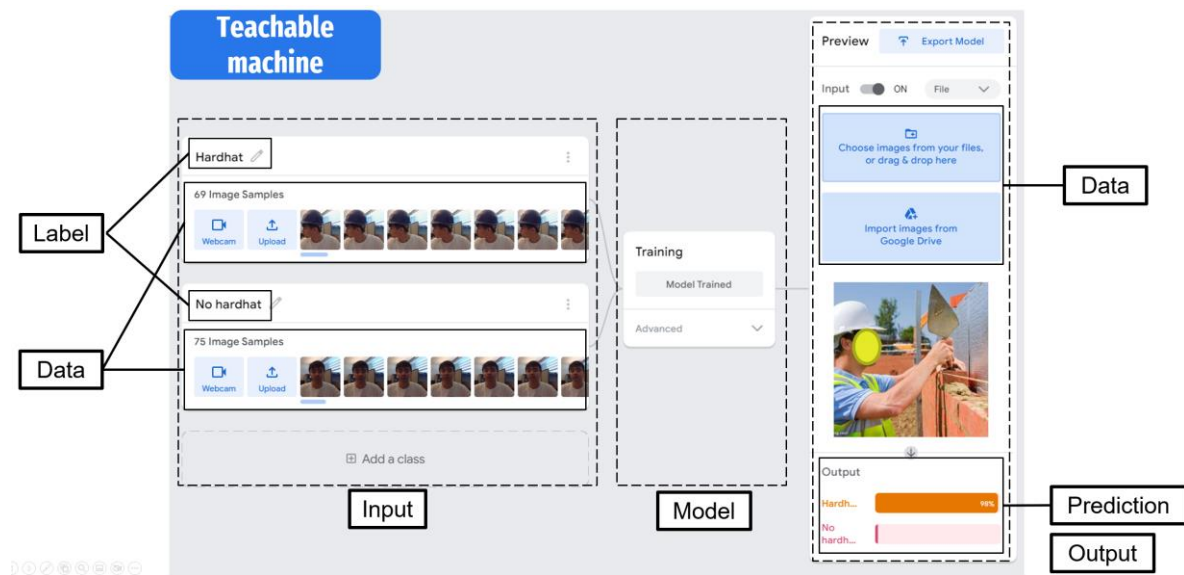 Teachable
machine
Label
Data
Hardhat
69 Image Samples
Webcam
Upload
No hardhat
75 Image Samples
Webcam
Upload
Add a class
Input
Training
Model Trained
Advanced
Model
Preview
Export Model
Input
ON
File
Choose images from your files,
or drag & drop here
Import images from
Google Drive
Output
Hardh...
98%
No
hardh...
Data
Prediction
Output